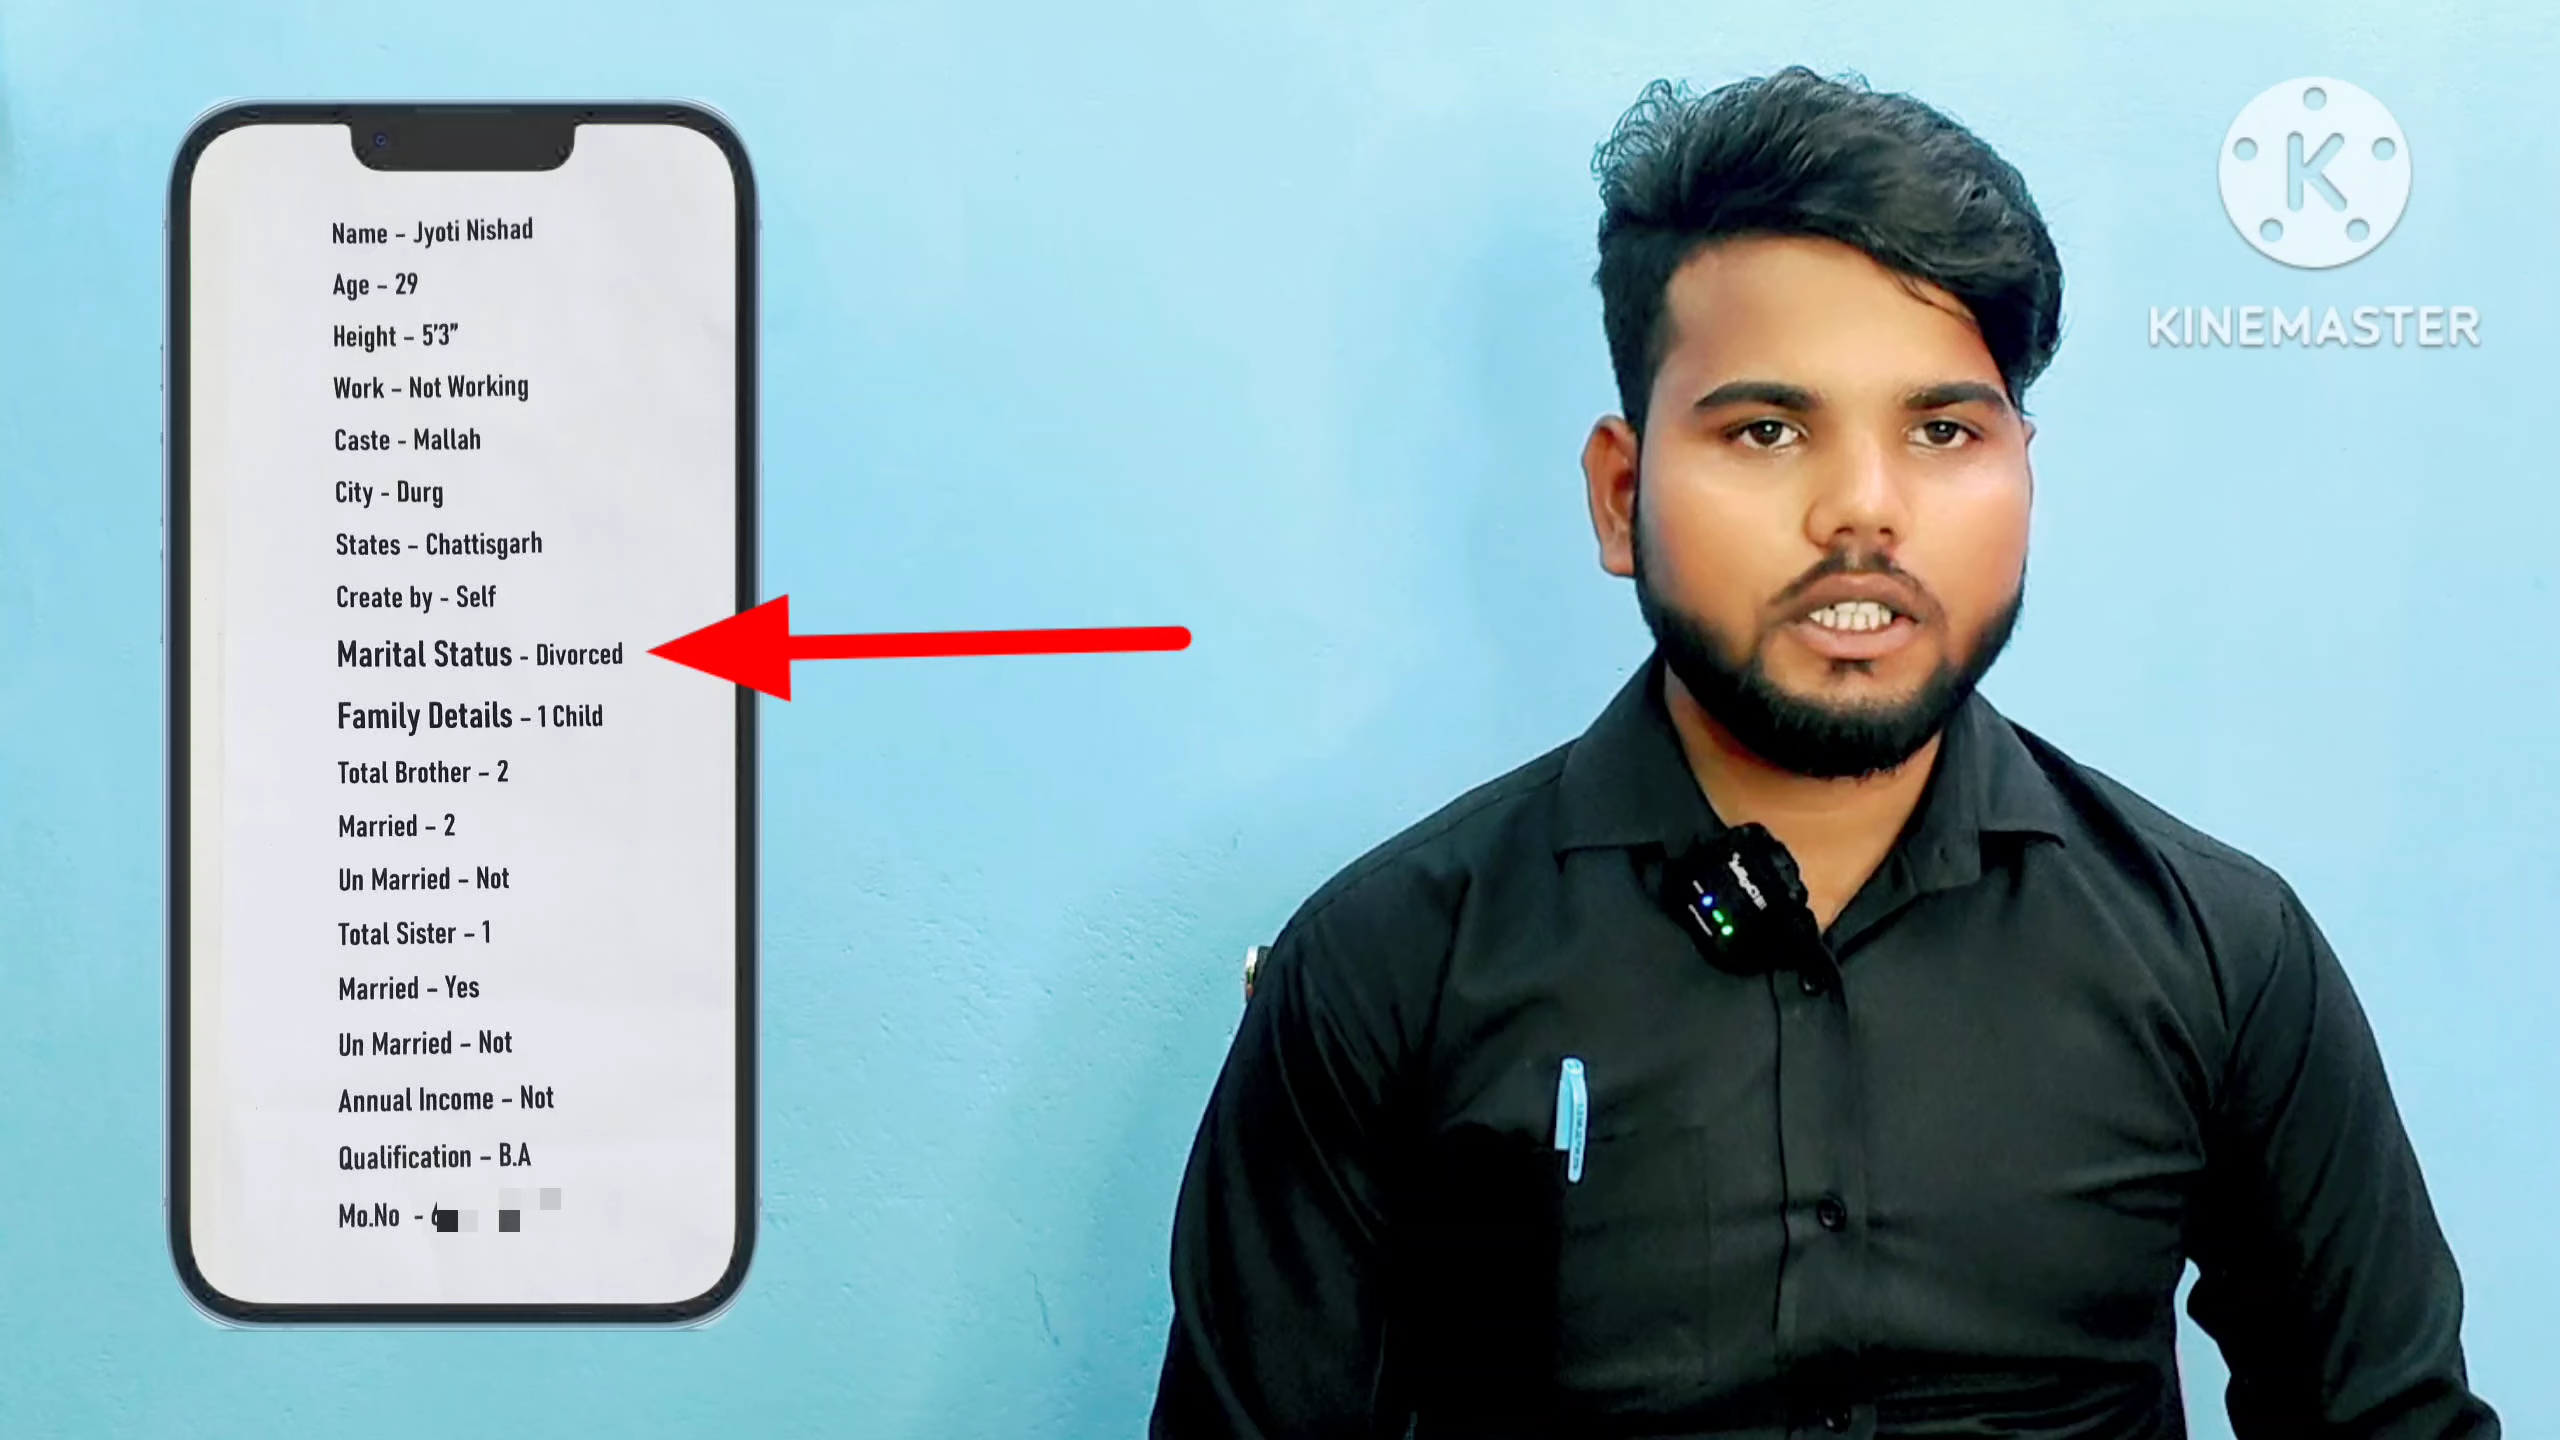 Name - Jyoti Nishad
Age - 29
Height - 5'3"
Work - Not Working
Caste - Mallah
City - Durg
States - Chattisgarh
Create by - Self
Marital Status - Divorced
Family Details - 1 Child
Total Brother - 2
Married - 2
Un Married - Not
Total Sister - 1
Married - Yes
Un Married - Not
Annual Income - Not
Qualification - B.A
Mo.No -
K
KINEMASTER